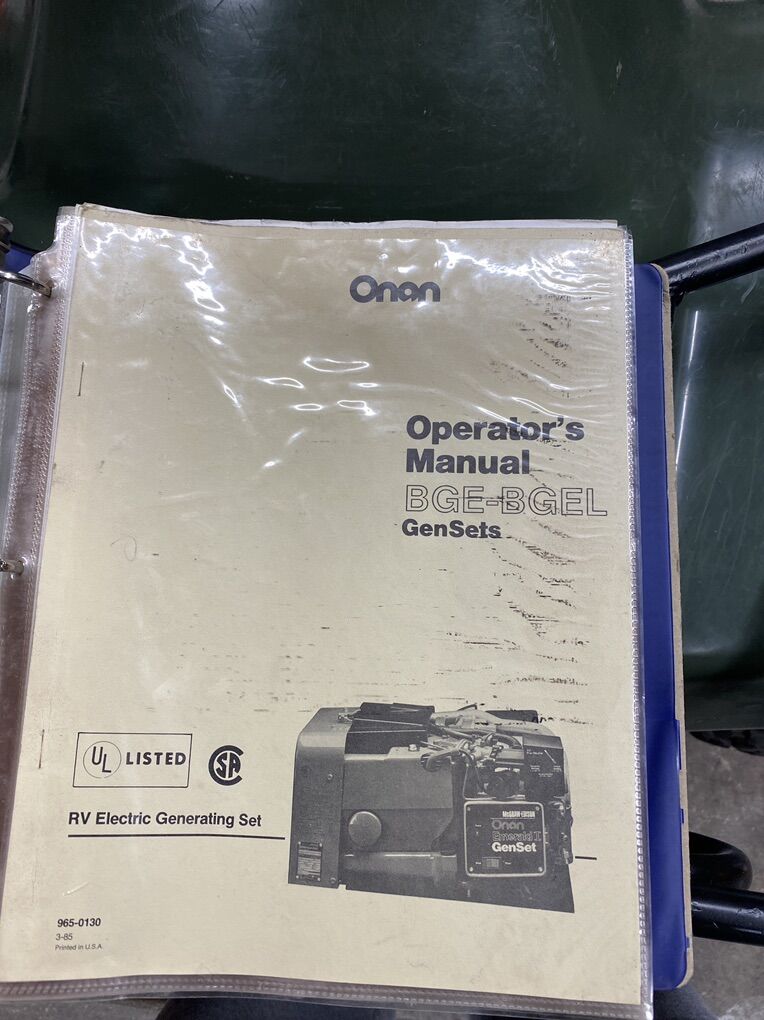 Onan
Operator's
Manual
BGE-BGEL
GenSets
UL LISTED
SA
RV Electric Generating Set
McGRAW-EDISON
Onan
Emerald I
GenSet
965-0130
3-85
Printed in U.S.A.